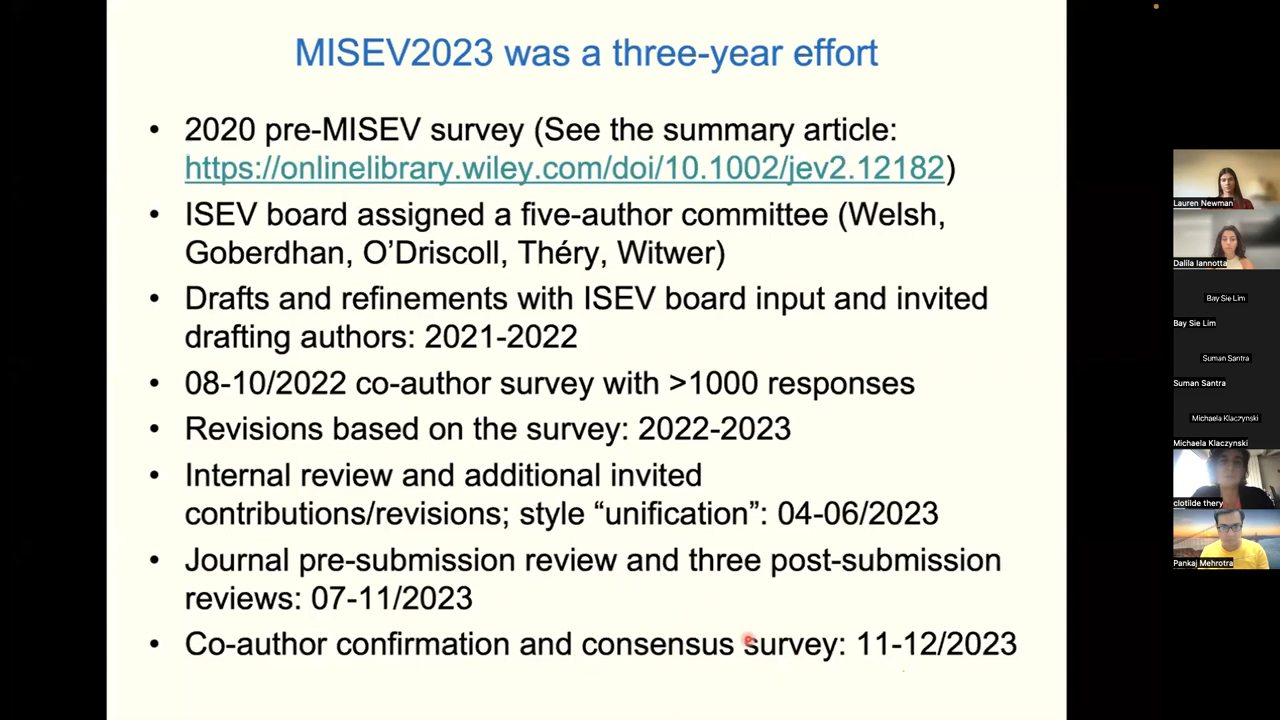 MISEV2023 was a three-year effort
• 2020 pre-MISEV survey (See the summary article:
https://onlinelibrary.wiley.com/doi/10.1002/jev2.12182)
• ISEV board assigned a five-author committee (Welsh,
Goberdhan, O’Driscoll, Théry, Witwer)
• Drafts and refinements with ISEV board input and invited
drafting authors: 2021-2022
• 08-10/2022 co-author survey with >1000 responses
• Revisions based on the survey: 2022-2023
• Internal review and additional invited
contributions/revisions; style “unification”: 04-06/2023
• Journal pre-submission review and three post-submission
reviews: 07-11/2023
• Co-author confirmation and consensus survey: 11-12/2023
Lauren Newman
Dalila Iannotta
Bay Sie Lim
Bay Sie Lim
Suman Santra
Suman Santra
Michaela Klaczynski
Michaela Klaczynski
clotilde thery
Pankaj Mehrotra